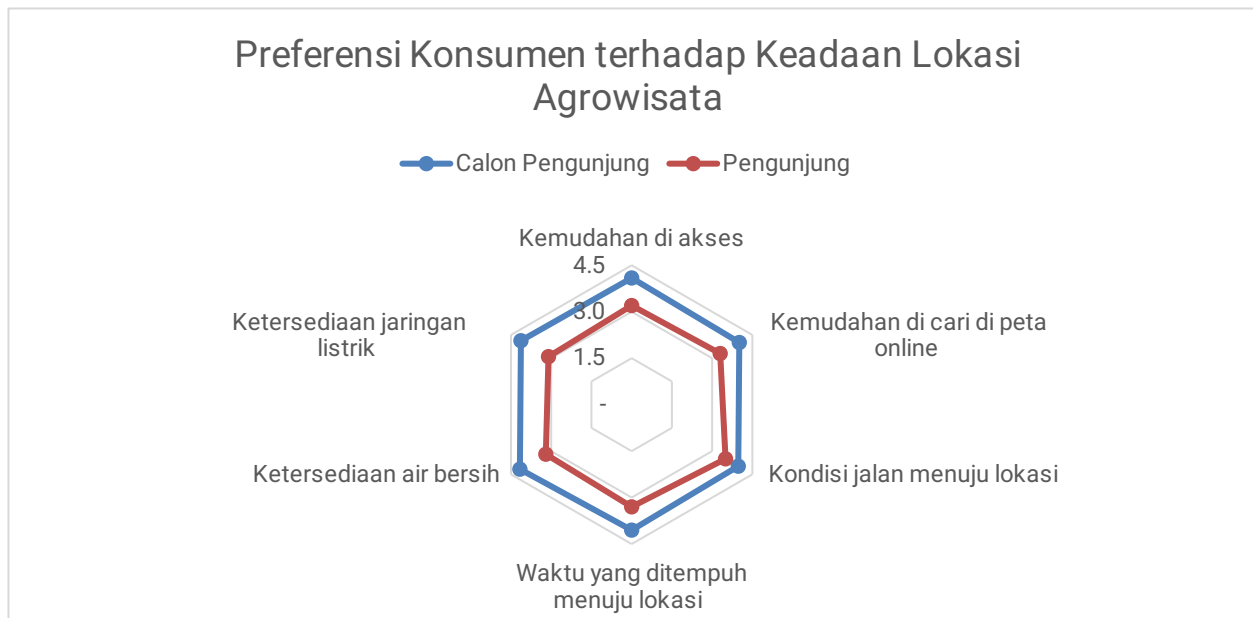 Preferensi Konsumen terhadap Keadaan Lokasi
Agrowisata
Calon Pengunjung
Pengunjung
Kemudahan di akses
4.5
3.0
1.5
-
Kemudahan di cari di peta
online
Kondisi jalan menuju lokasi
Waktu yang ditempuh
menuju lokasi
Ketersediaan air bersih
Ketersediaan jaringan
listrik